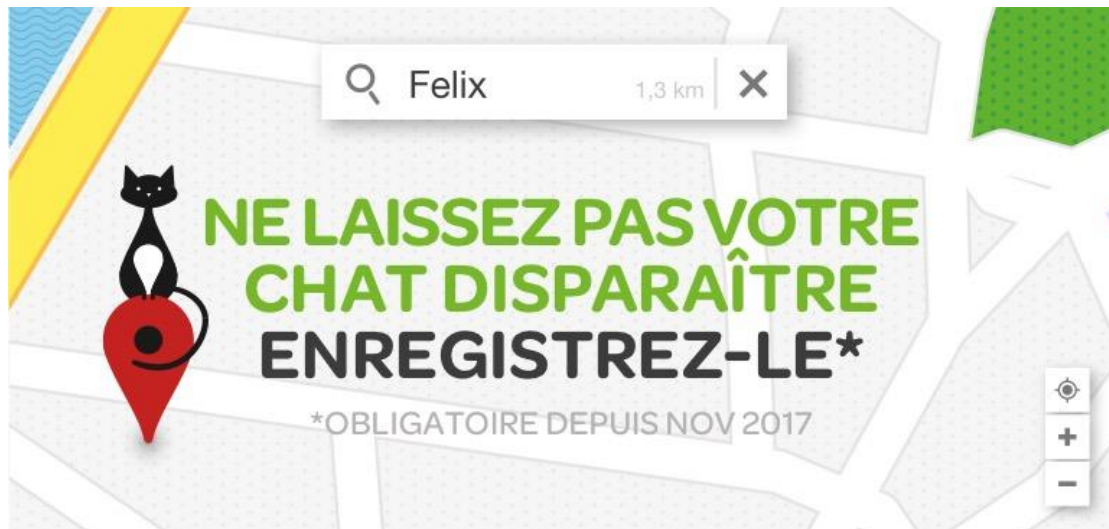 Felix 1,3 km
NE LAISSEZ PAS VOTRE
CHAT DISPARAÎTRE
ENREGISTREZ-LE*
*OBLIGATOIRE DEPUIS NOV 2017